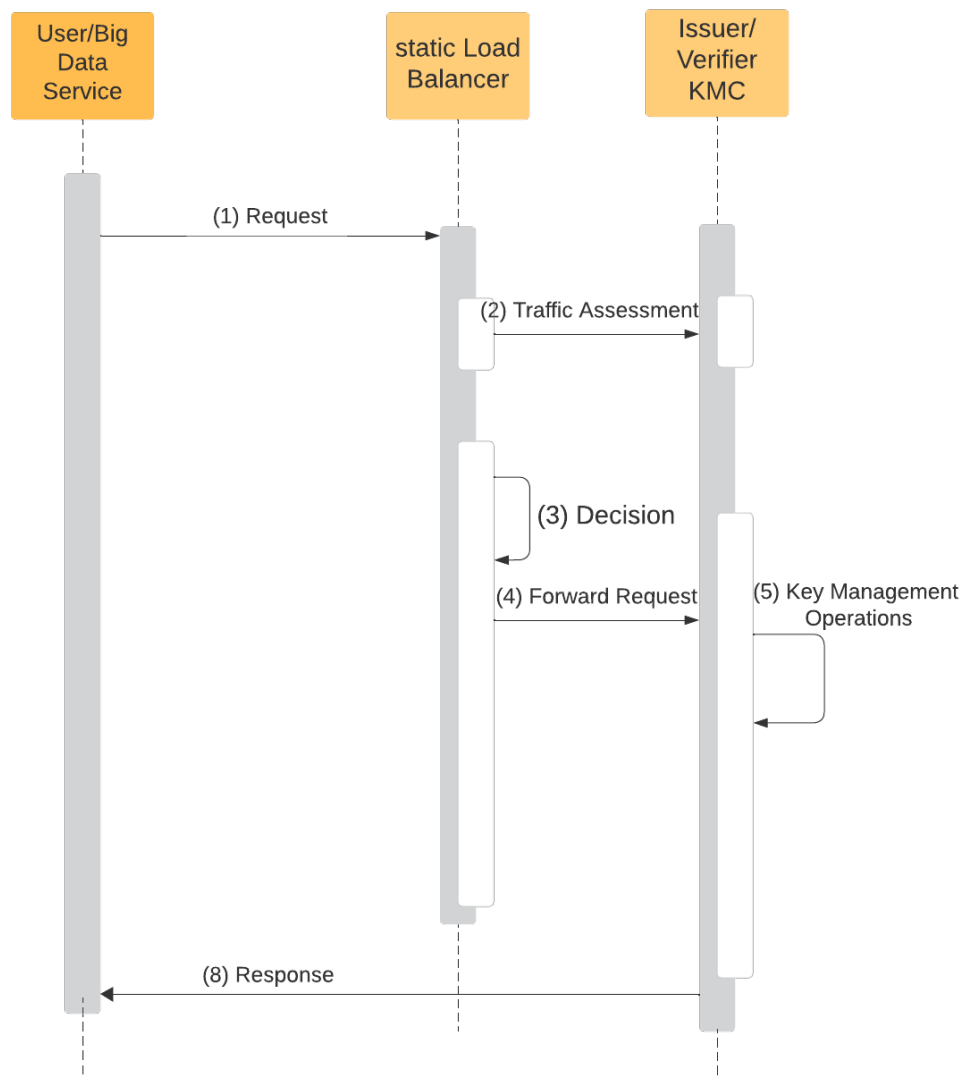 User/Big
Data
Service
static Load
Balancer
Issuer/
Verifier
KMC
(1) Request
(2) Traffic Assessment
(3) Decision
(4) Forward Request
(5) Key Management
Operations
(8) Response